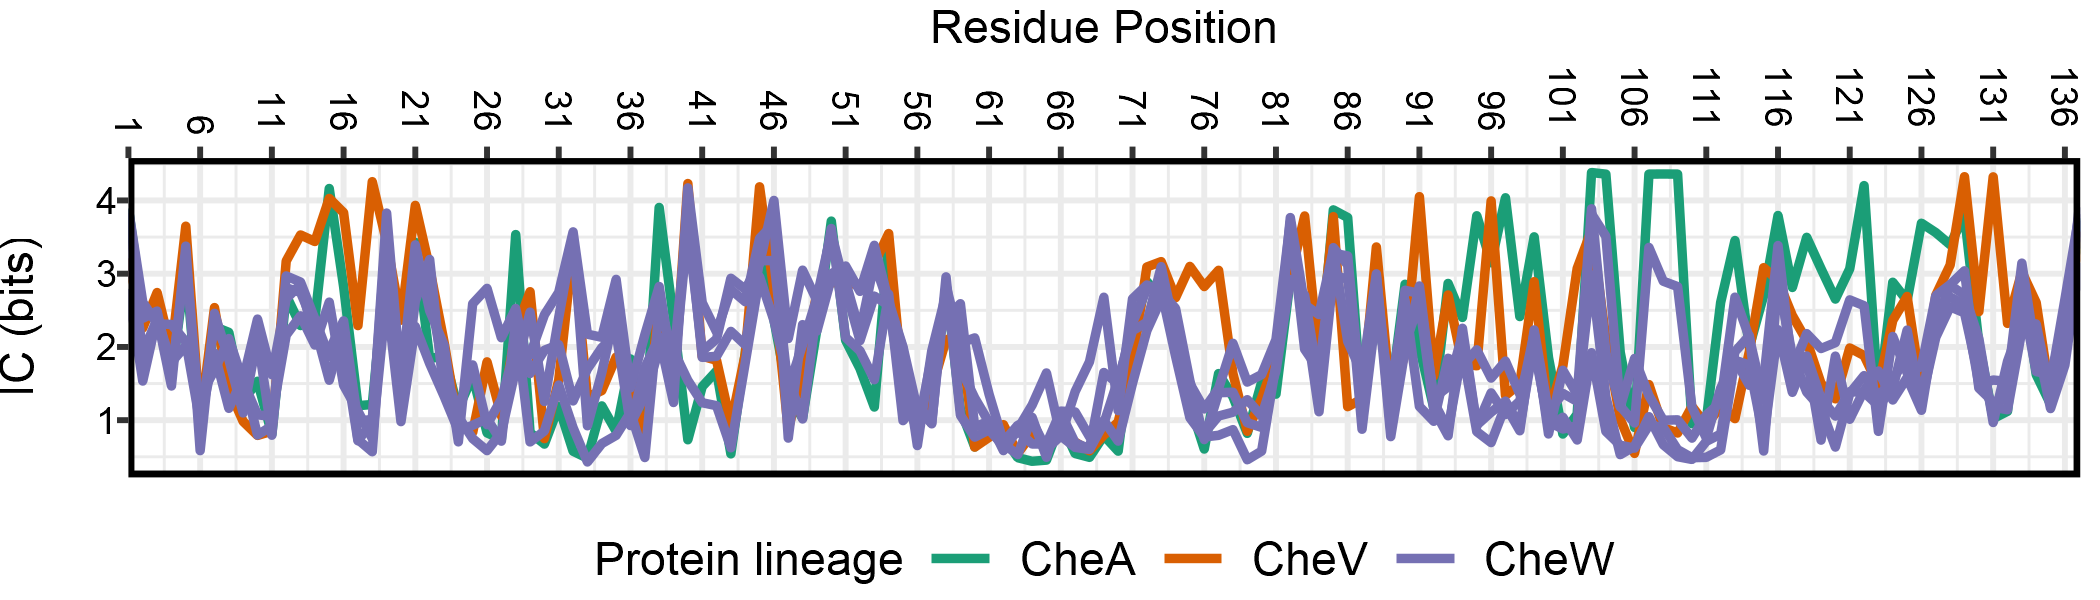 Residue Position
1 6 11 16 21 26 31 36 41 46 51 56 61 66 71 76 81 86 91 96 101 106 111 116 121 126 131 136
IC (bits)
4
3
2
1
Protein lineage CheA CheV CheW